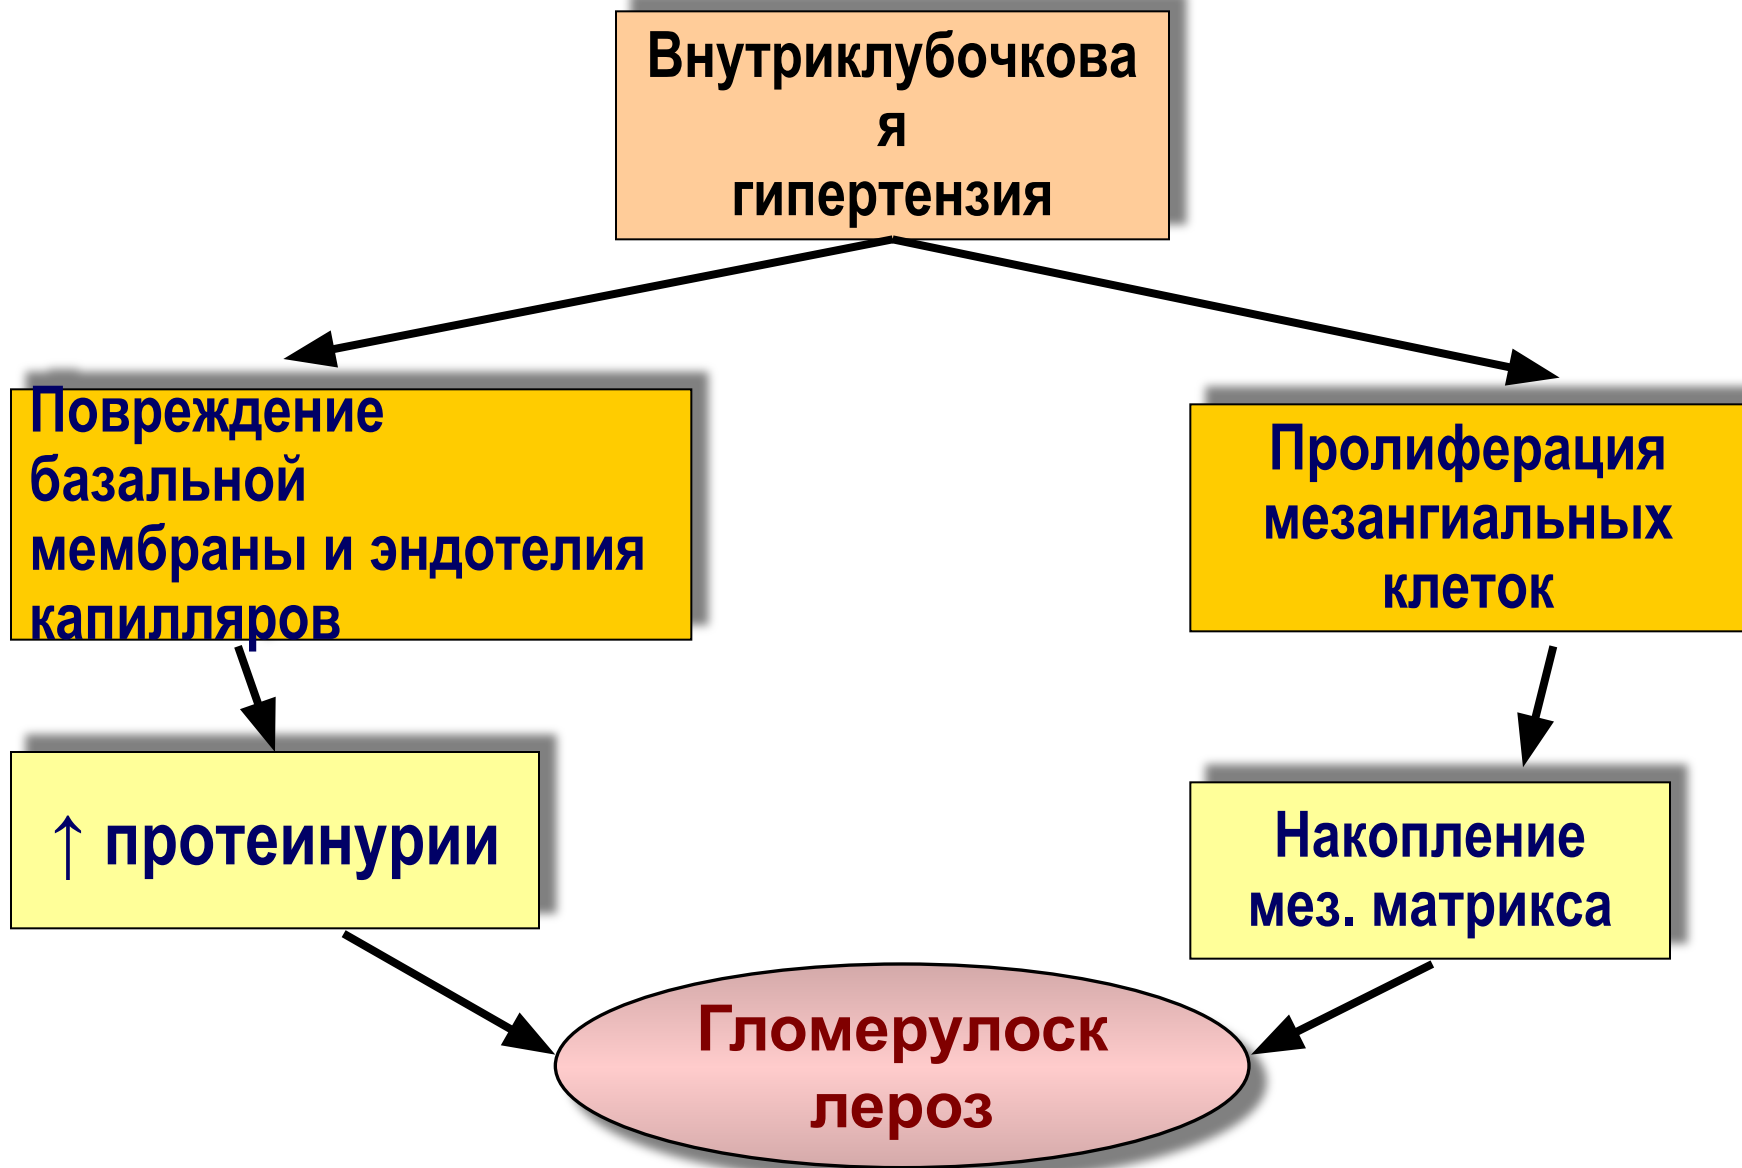 Внутриклубочкова
я
гипертензия
Повреждение
базальной
мембраны и эндотелия
капилляров
Пролиферация
мезангиальных
клеток
↑ протеинурии
Накопление
мез. матрикса
Гломерулоск
лероз